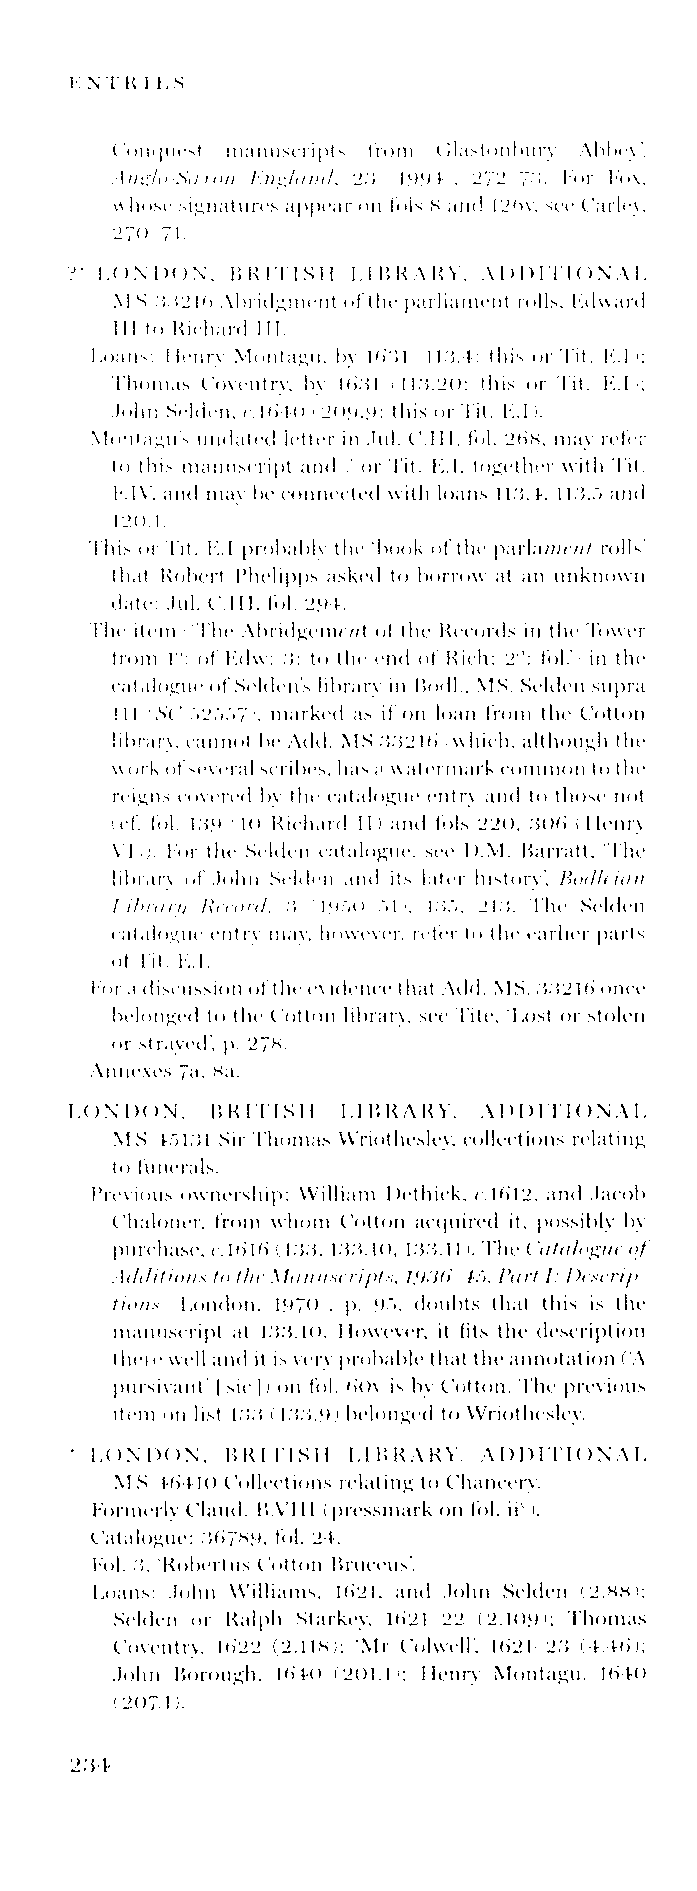 ENTRIES
Conquest manuscripts from Glastonbury Abbey',
Anglo-Saxon England, 23 (1994), 272–73. For Fox,
whose signatures appear on fols 8 and 126v, see Carley,
270–71.
?* LONDON, BRITISH LIBRARY, ADDITIONAL
MS 33216 Abridgment of the parliament rolls, Edward
III to Richard III.
Loans: Henry Montagu, by 1631 (113.4: this or Tit. E.I);
Thomas Coventry, by 1631 (113.20: this or Tit. E.I);
John Selden, c.1640 (209.9: this or Tit. E.I).
Montagu's undated letter in Jul. C.III, fol. 268, may refer
to this manuscript and / or Tit. E.I, together with Tit.
F.IV, and may be connected with loans 113.4, 113.5 and
120.1.
This or Tit. E.I probably the 'book of the parlament rolls'
that Robert Phelipps asked to borrow at an unknown
date: Jul. C.III, fol. 294.
The item ('The Abridgement of the Records in the Tower
from 1o: of Edw: 3: to the end of Rich: 2d: fol.') in the
catalogue of Selden's library in Bodl., MS. Selden supra
111 (SC 52557), marked as if on loan from the Cotton
library, cannot be Add. MS 33216 (which, although the
work of several scribes, has a watermark common to the
reigns covered by the catalogue entry and to those not
(cf. fol. 139 (10 Richard II) and fols 220, 306 (Henry
VI)). For the Selden catalogue, see D.M. Barratt, 'The
library of John Selden and its later history', Bodleian
Library Record, 3 (1950–51), 135, 213. The Selden
catalogue entry may, however, refer to the earlier parts
of Tit. E.I.
For a discussion of the evidence that Add. MS. 33216 once
belonged to the Cotton library, see Tite, 'Lost or stolen
or strayed', p. 278.
Annexes 7a, 8a.
LONDON, BRITISH LIBRARY, ADDITIONAL
MS 45131 Sir Thomas Wriothesley, collections relating
to funerals.
Previous ownership: William Dethick, c.1612, and Jacob
Chaloner, from whom Cotton acquired it, possibly by
purchase, c.1616 (133, 133.10, 133.11). The Catalogue of
Additions to the Manuscripts, 1936–45, Part I: Descrip-
tions (London, 1970), p. 95, doubts that this is the
manuscript at 133.10. However, it fits the description
there well and it is very probable that the annotation ('A
pursivant' [sic]) on fol. 60v is by Cotton. The previous
item on list 133 (133.9) belonged to Wriothesley.
* LONDON, BRITISH LIBRARY, ADDITIONAL
MS 46410 Collections relating to Chancery.
Formerly Claud. B.VIII (pressmark on fol. iib).
Catalogue: 36789, fol. 24.
Fol. 3, 'Robertus Cotton Bruceus'.
Loans: John Williams, 1621, and John Selden (2.88);
Selden or Ralph Starkey, 1621–22 (2.109); Thomas
Coventry, 1622 (2.118); 'Mr Colwell', 1621–23 (4.46);
John Borough, 1640 (201.1); Henry Montagu, 1640
(207.1).
234